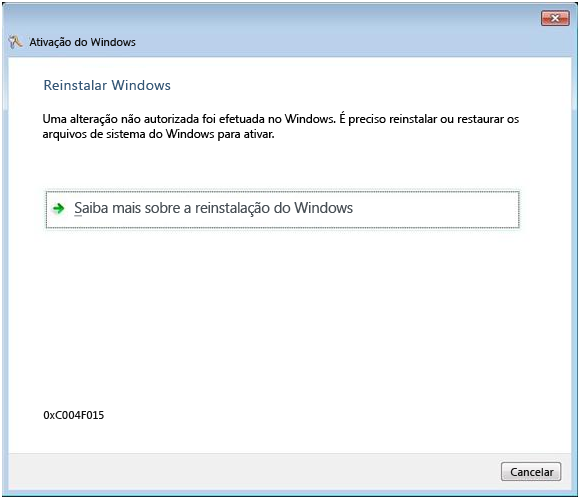 Ativação do Windows
Reinstalar Windows
Uma alteração não autorizada foi efetuada no Windows. É preciso reinstalar ou restaurar os
arquivos de sistema do Windows para ativar.
Saiba mais sobre a reinstalação do Windows
0xC004F015
Cancelar